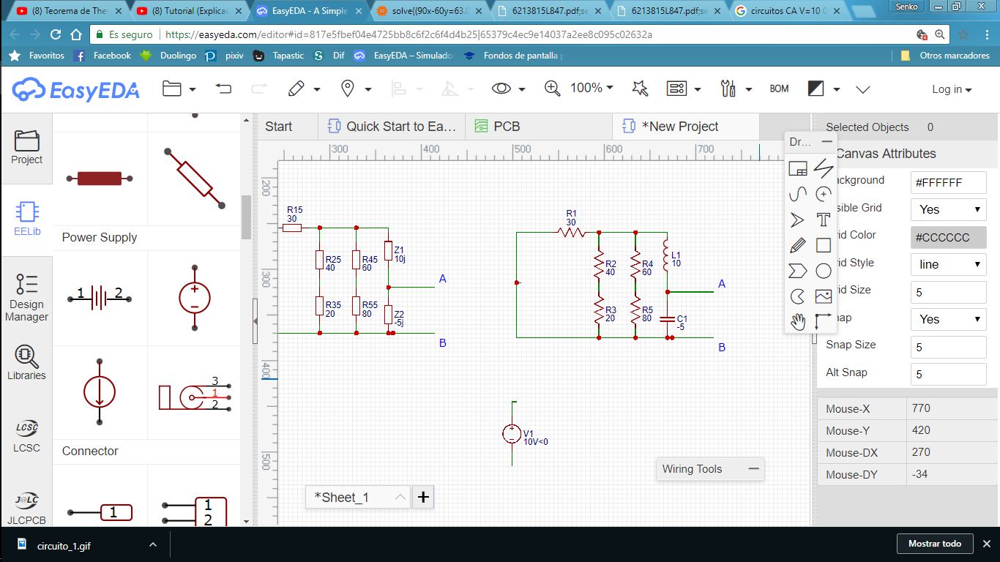 (8) Teorema de Thev
(8) Tutorial (Explicac
EasyEDA - A Simple
solve{(90x-60y=63.0
6213815L847.pdf;se
6213815L847.pdf;se
circuitos CA V=10 0
Senko
Es seguro
https://easyeda.com/editor#id=817e5fbef04e4725bb8c6f2c6f4d4b25|65379c4ec9e14037a2ee8c095c02632a
Favoritos
Facebook
Duolingo
pixiv
Tapastic
Dif
EasyEDA – Simulado
Fondos de pantalla p
Otros marcadores
EasyEDA
100%
BOM
Log in
Project
EELib
Design
Manager
Libraries
LCSC
LCSC
J@LC
JLCPCB
Power Supply
1
2
3
1
2
Connector
1
1
2
Start
Quick Start to Ea...
PCB
*New Project
300
400
500
600
700
200
300
400
500
R15
30
R25
40
R45
60
Z1
10j
A
R35
20
R55
80
Z2
-5j
B
R1
30
R2
40
R4
60
L1
10
A
R3
20
R5
80
C1
-5
B
V1
10V<0
Wiring Tools
*Sheet_1
Dr...
Selected Objects
0
Canvas Attributes
ackground
#FFFFFF
sible Grid
Yes
rid Color
#CCCCCC
rid Style
line
rid Size
5
nap
Yes
Snap Size
5
Alt Snap
5
Mouse-X
770
Mouse-Y
420
Mouse-DX
270
Mouse-DY
-34
circuito_1.gif
Mostrar todo